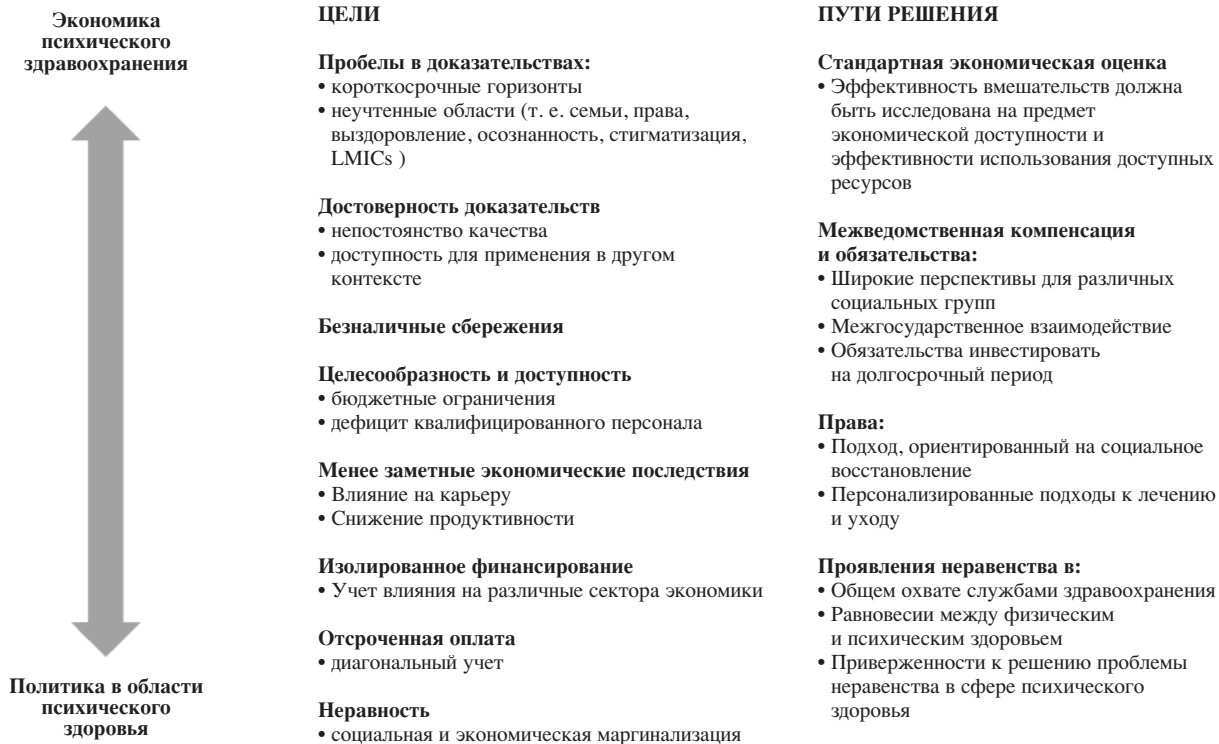 Экономика
психического
здравоохранения
Политика в области
психического
здоровья
ЦЕЛИ
Пробелы в доказательствах:
• короткосрочные горизонты
• неучтенные области (т. е. семьи, права,
выздоровление, осознанность, стигматизация,
LMICs )
Достоверность доказательств
• непостоянство качества
• доступность для применения в другом
контексте
Безналичные сбережения
Целесообразность и доступность
• бюджетные ограничения
• дефицит квалифицированного персонала
Менее заметные экономические последствия
• Влияние на карьеру
• Снижение продуктивности
Изолированное финансирование
• Учет влияния на различные сектора экономики
Отсроченная оплата
• диагональный учет
Неравность
• социальная и экономическая маргинализация
ПУТИ РЕШЕНИЯ
Стандартная экономическая оценка
• Эффективность вмешательств должна
быть исследована на предмет
экономической доступности и
эффективности использования доступных
ресурсов
Межведомственная компенсация
и обязательства:
• Широкие перспективы для различных
социальных групп
• Межгосударственное взаимодействие
• Обязательства инвестировать
на долгосрочный период
Права:
• Подход, ориентированный на социальное
восстановление
• Персонализированные подходы к лечению
и уходу
Проявления неравенства в:
• Общем охвате службами здравоохранения
• Равновесии между физическим
и психическим здоровьем
• Приверженности к решению проблемы
неравенства в сфере психического
здоровья